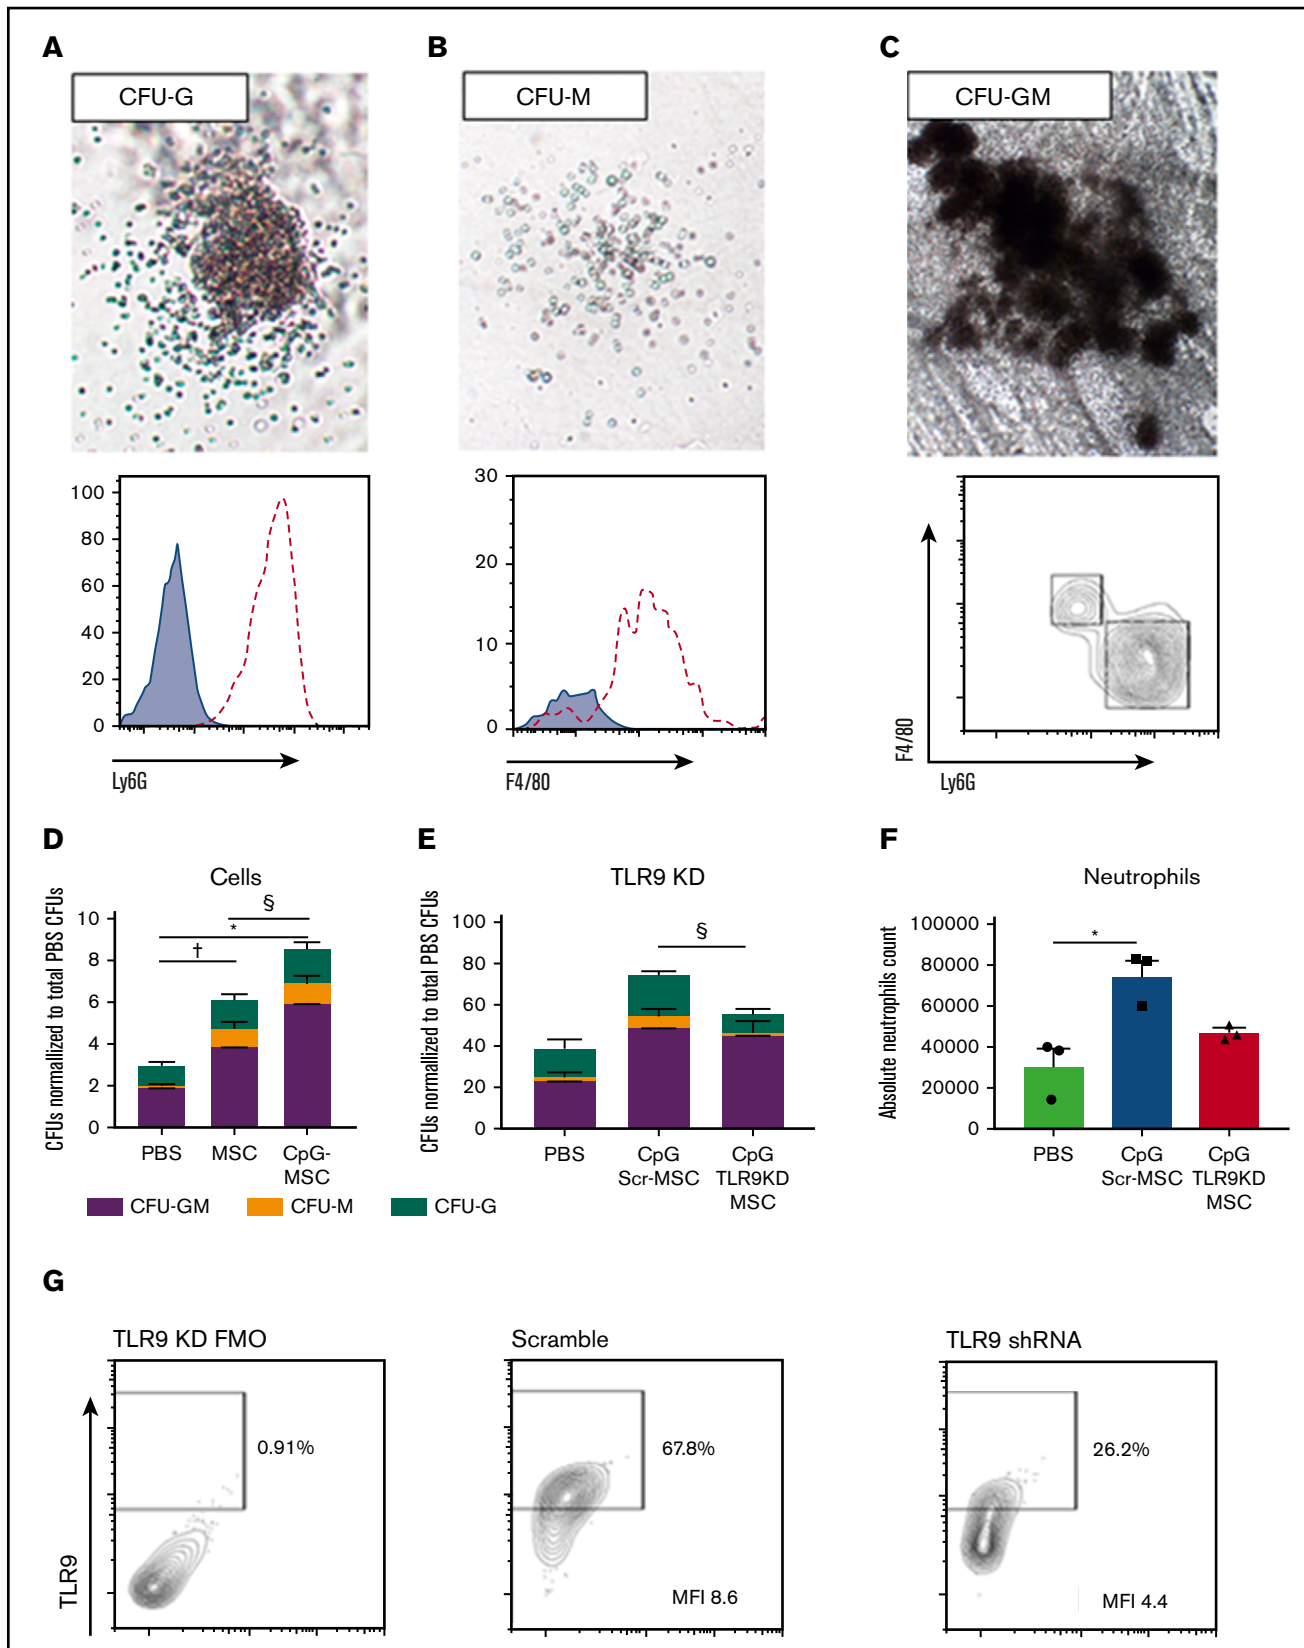 A
B
C
CFU-G
CFU-M
CFU-GM
100
80
60
40
20
0
Ly6G
30
20
10
0
F4/80
F4/80
Ly6G
D
Cells
CFUs normallized to total PBS CFUs
10
8
6
4
2
0
§
*
†
PBS
MSC
CpG-
MSC
E
TLR9 KD
CFUs normallized to total PBS CFUs
100
80
60
40
20
0
§
PBS
CpG
Scr-MSC
CpG
TLR9KD
MSC
CFU-GM
CFU-M
CFU-G
F
Neutrophils
Absolute neutrophils count
100000
80000
60000
40000
20000
0
*
PBS
CpG
Scr-MSC
CpG
TLR9KD
MSC
G
TLR9 KD FMO
0.91%
TLR9
Scramble
67.8%
MFI 8.6
TLR9 shRNA
26.2%
MFI 4.4